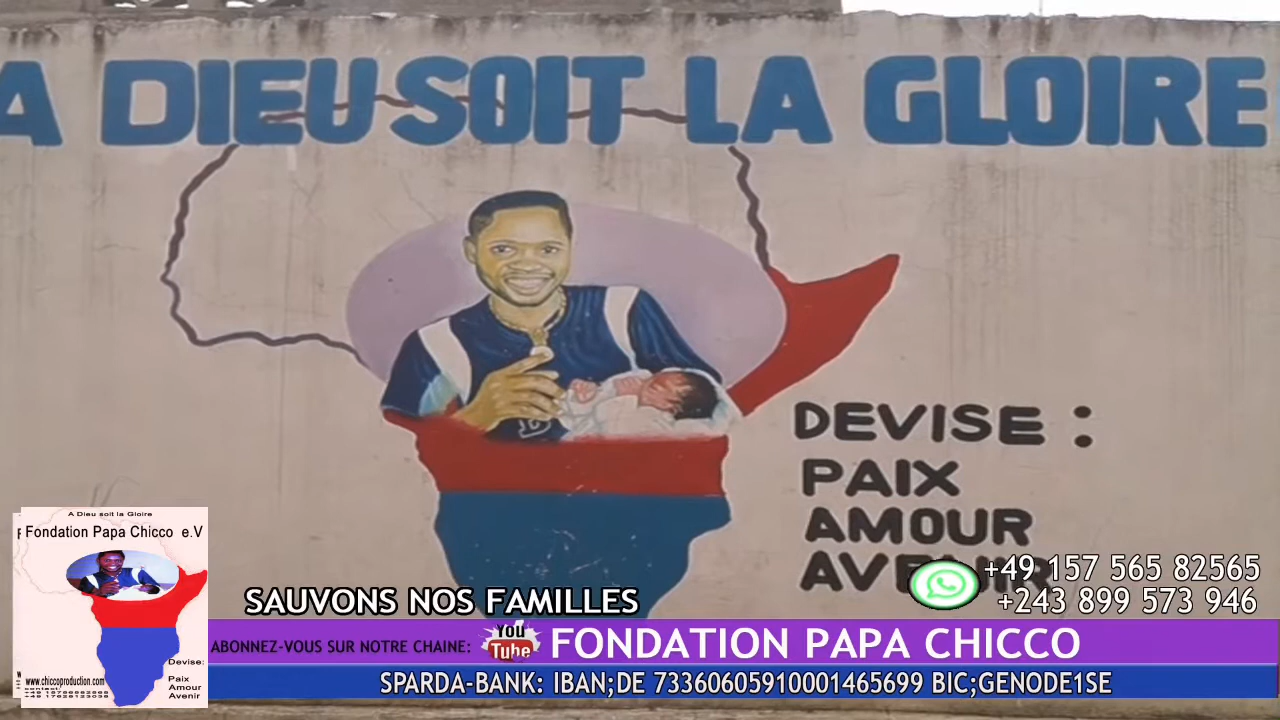 A DIEU SOIT LA GLOIRE
DEVISE :
PAIX
AMOUR
AVENIR
+49 157 565 82565
+243 899 573 946
SAUVONS NOS FAMILLES
ABONNEZ-VOUS SUR NOTRE CHAINE: You Tube FONDATION PAPA CHICCO
SPARDA-BANK: IBAN;DE 73360605910001465699 BIC;GENODE1SE
A Dieu soit la Gloire
Fondation Papa Chicco e.V
Devise:
Paix
Amour
Avenir
www.chiccoproduction.com